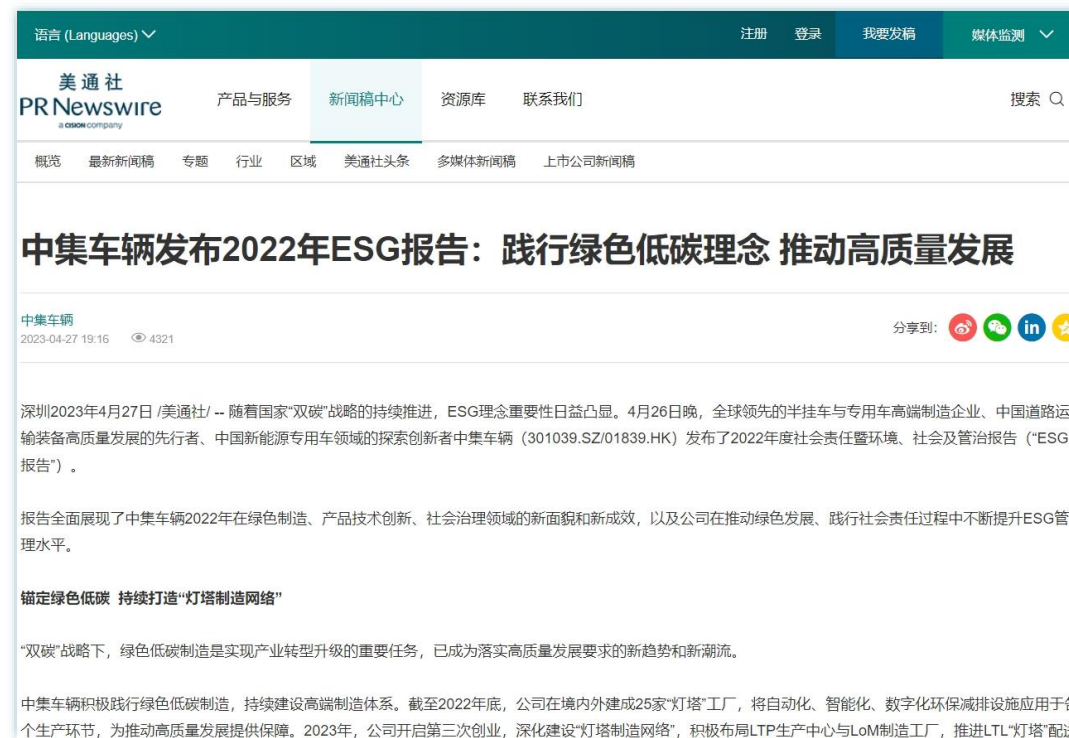 语言 (Languages)
注册 登录 我要发稿 媒体监测
美通社
PR Newswire
a CISION company
产品与服务 新闻稿中心 资源库 联系我们 搜索
概览 最新新闻稿 专题 行业 区域 美通社头条 多媒体新闻稿 上市公司新闻稿
中集车辆发布2022年ESG报告：践行绿色低碳理念 推动高质量发展
中集车辆
2023-04-27 19:16 4321
分享到:
深圳2023年4月27日 /美通社/ -- 随着国家“双碳”战略的持续推进，ESG理念重要性日益凸显。4月26日晚，全球领先的半挂车与专用车高端制造企业、中国道路运
输装备高质量发展的先行者、中国新能源专用车领域的探索创新者中集车辆（301039.SZ/01839.HK）发布了2022年度社会责任暨环境、社会及管治报告（“ESG
报告”）。
报告全面展现了中集车辆2022年在绿色制造、产品技术创新、社会治理领域的新面貌和新成效，以及公司在推动绿色发展、践行社会责任过程中不断提升ESG管
理水平。
锚定绿色低碳 持续打造“灯塔制造网络”
“双碳”战略下，绿色低碳制造是实现产业转型升级的重要任务，已成为落实高质量发展要求的新趋势和新潮流。
中集车辆积极践行绿色低碳制造，持续建设高端制造体系。截至2022年底，公司在境内外建成25家“灯塔”工厂，将自动化、智能化、数字化环保减排设施应用于各
个生产环节，为推动高质量发展提供保障。2023年，公司开启第三次创业，深化建设“灯塔制造网络”，积极布局LTP生产中心与LoM制造工厂，推进LTL“灯塔”配送